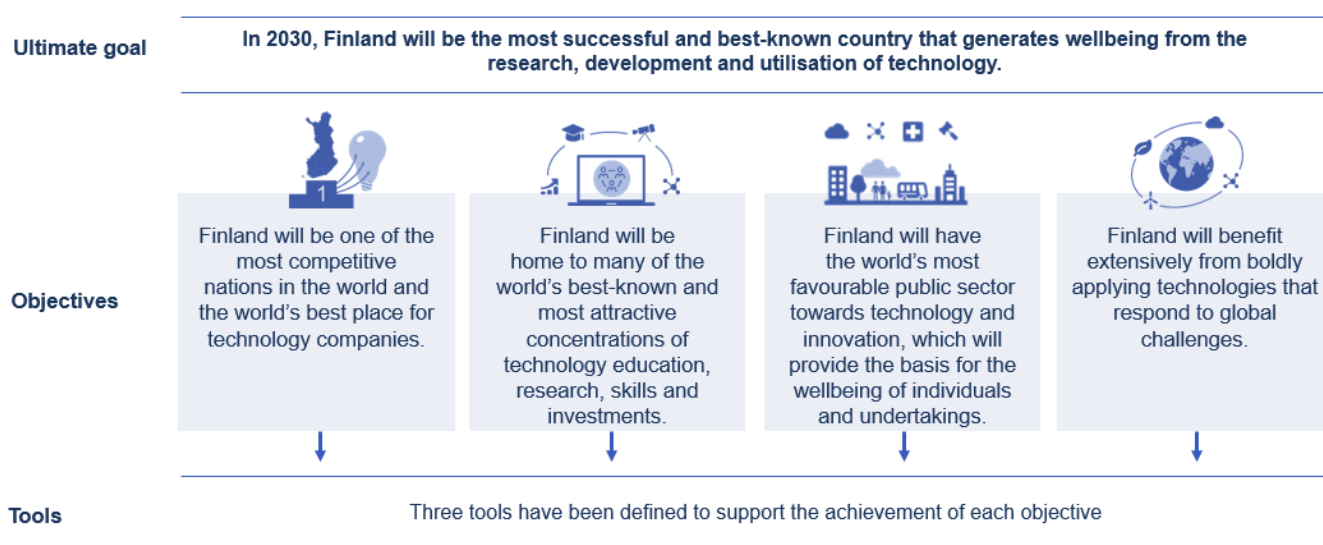 Ultimate goal
In 2030, Finland will be the most successful and best-known country that generates wellbeing from the
research, development and utilisation of technology.
1
Objectives
Finland will be one of the
most competitive
nations in the world and
the world's best place for
technology companies.
Finland will be
home to many of the
world's best-known and
most attractive
concentrations of
technology education,
research, skills and
investments.
Finland will have
the world's most
favourable public sector
towards technology and
innovation, which will
provide the basis for the
wellbeing of individuals
and undertakings.
Finland will benefit
extensively from boldly
applying technologies that
respond to global
challenges.
Tools
Three tools have been defined to support the achievement of each objective